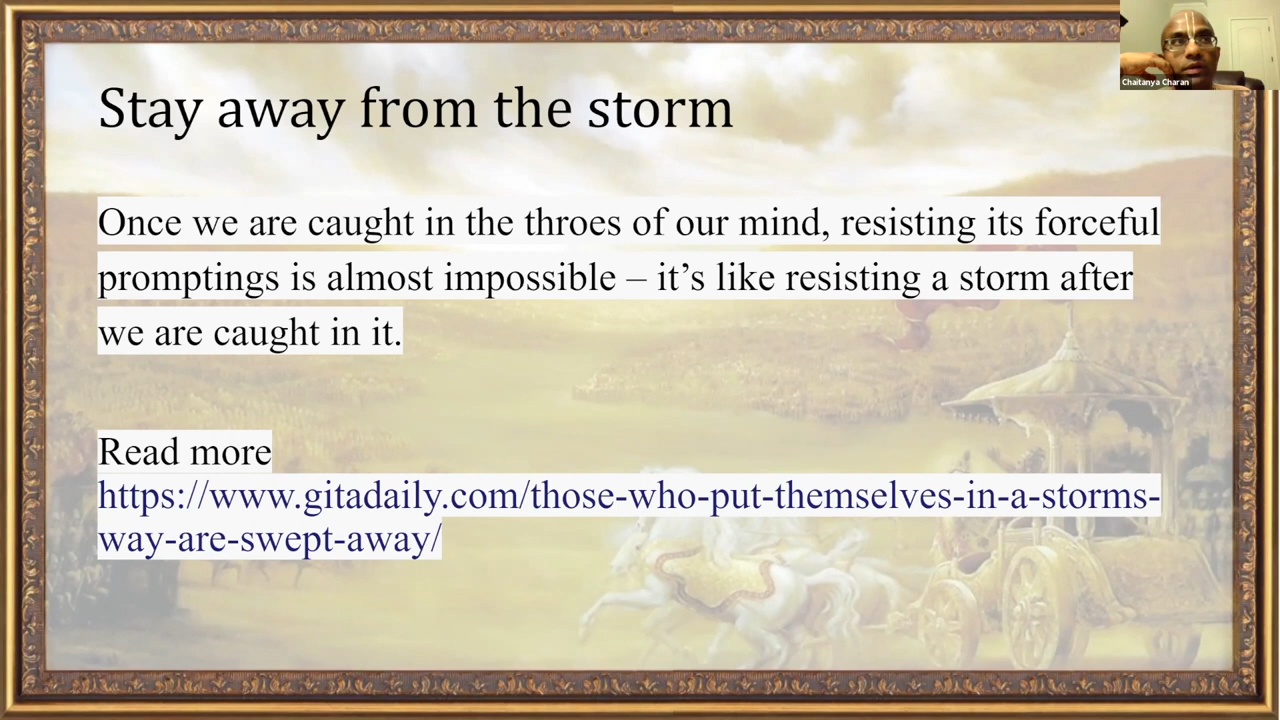 Stay away from the storm
Chaitanya Charan
Once we are caught in the throes of our mind, resisting its forceful
promptings is almost impossible – it’s like resisting a storm after
we are caught in it.
Read more
https://www.gitadaily.com/those-who-put-themselves-in-a-storms-
way-are-swept-away/